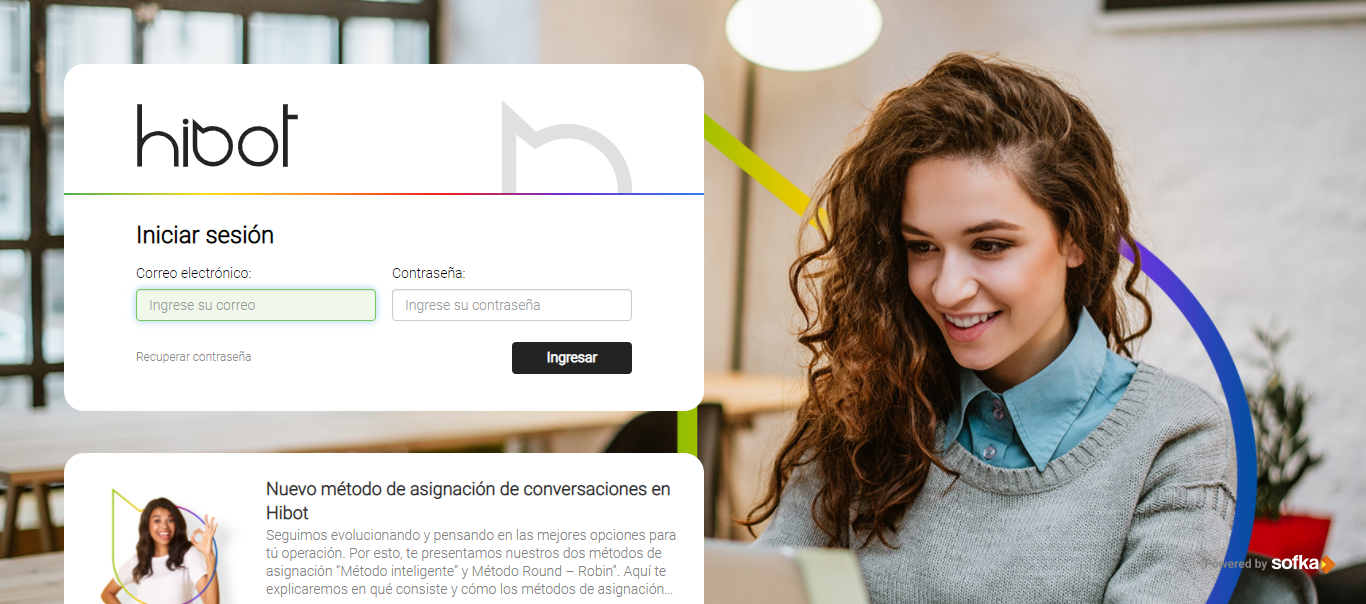 hibot
Iniciar sesión
Correo electrónico:
Contraseña:
Ingrese su correo
Ingrese su contraseña
Recuperar contraseña
Ingresar
Nuevo método de asignación de conversaciones en
Hibot
Seguimos evolucionando y pensando en las mejores opciones para
tú operación. Por esto, te presentamos nuestros dos métodos de
asignación “Método inteligente” y Método Round – Robin”. Aquí te
explicaremos en qué consiste y cómo los métodos de asignación...
Powered by sofka